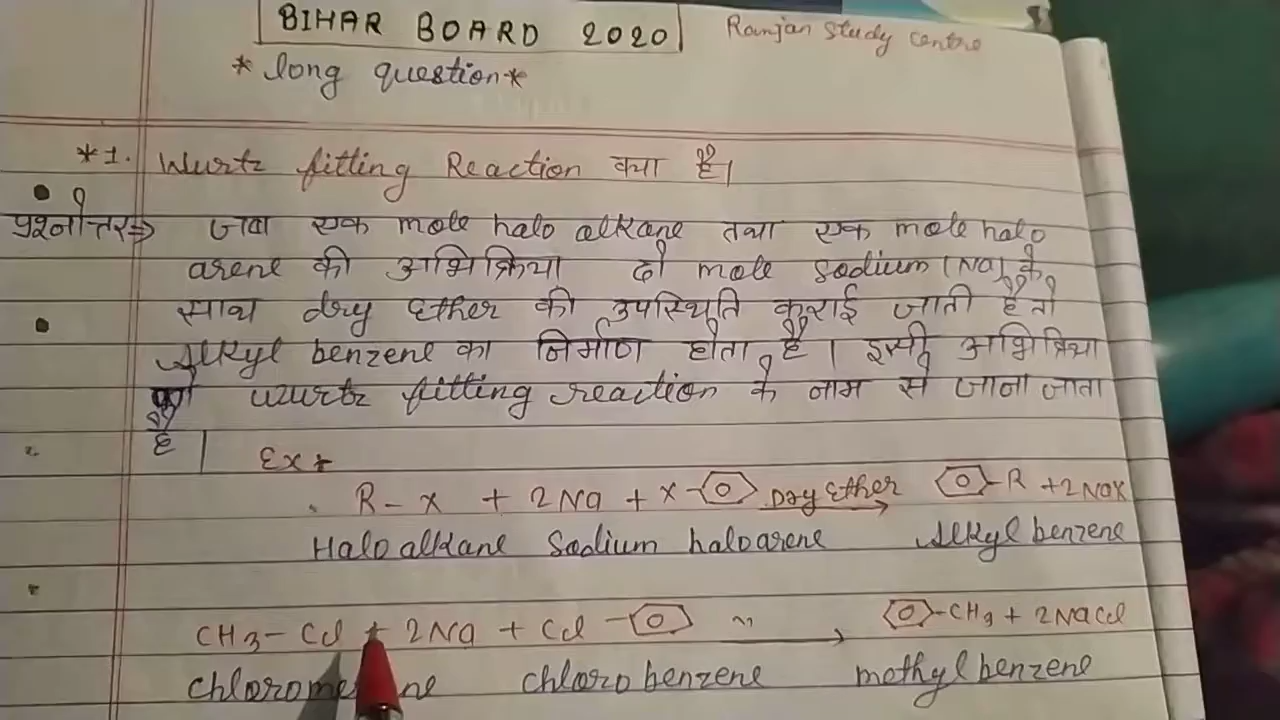 BIHAR BOARD 2020
Ranjan study centre
* long question *
*1. Wurtz fitting Reaction क्या है।
प्रश्नोत्तर⇒ जब एक mole halo alkane तथा एक mole halo
arene की अभिक्रिया दो mole sodium (Na) के
साथ dry Ether की उपस्थिति कराई जाती है तो
Alkyl benzene का निर्माण होता है। इसी अभिक्रिया
को wurtz fitting reaction के नाम से जाना जाता
है।
Ex→
R-X + 2Na + X-⌬ Dry Ether → ⌬-R + 2NaX
Halo alkane Sodium haloarene Alkyl benzene
CH3-Cl + 2Na + Cl-⌬ " → ⌬-CH3 + 2NaCl
chlorome ne chloro benzene methyl benzene